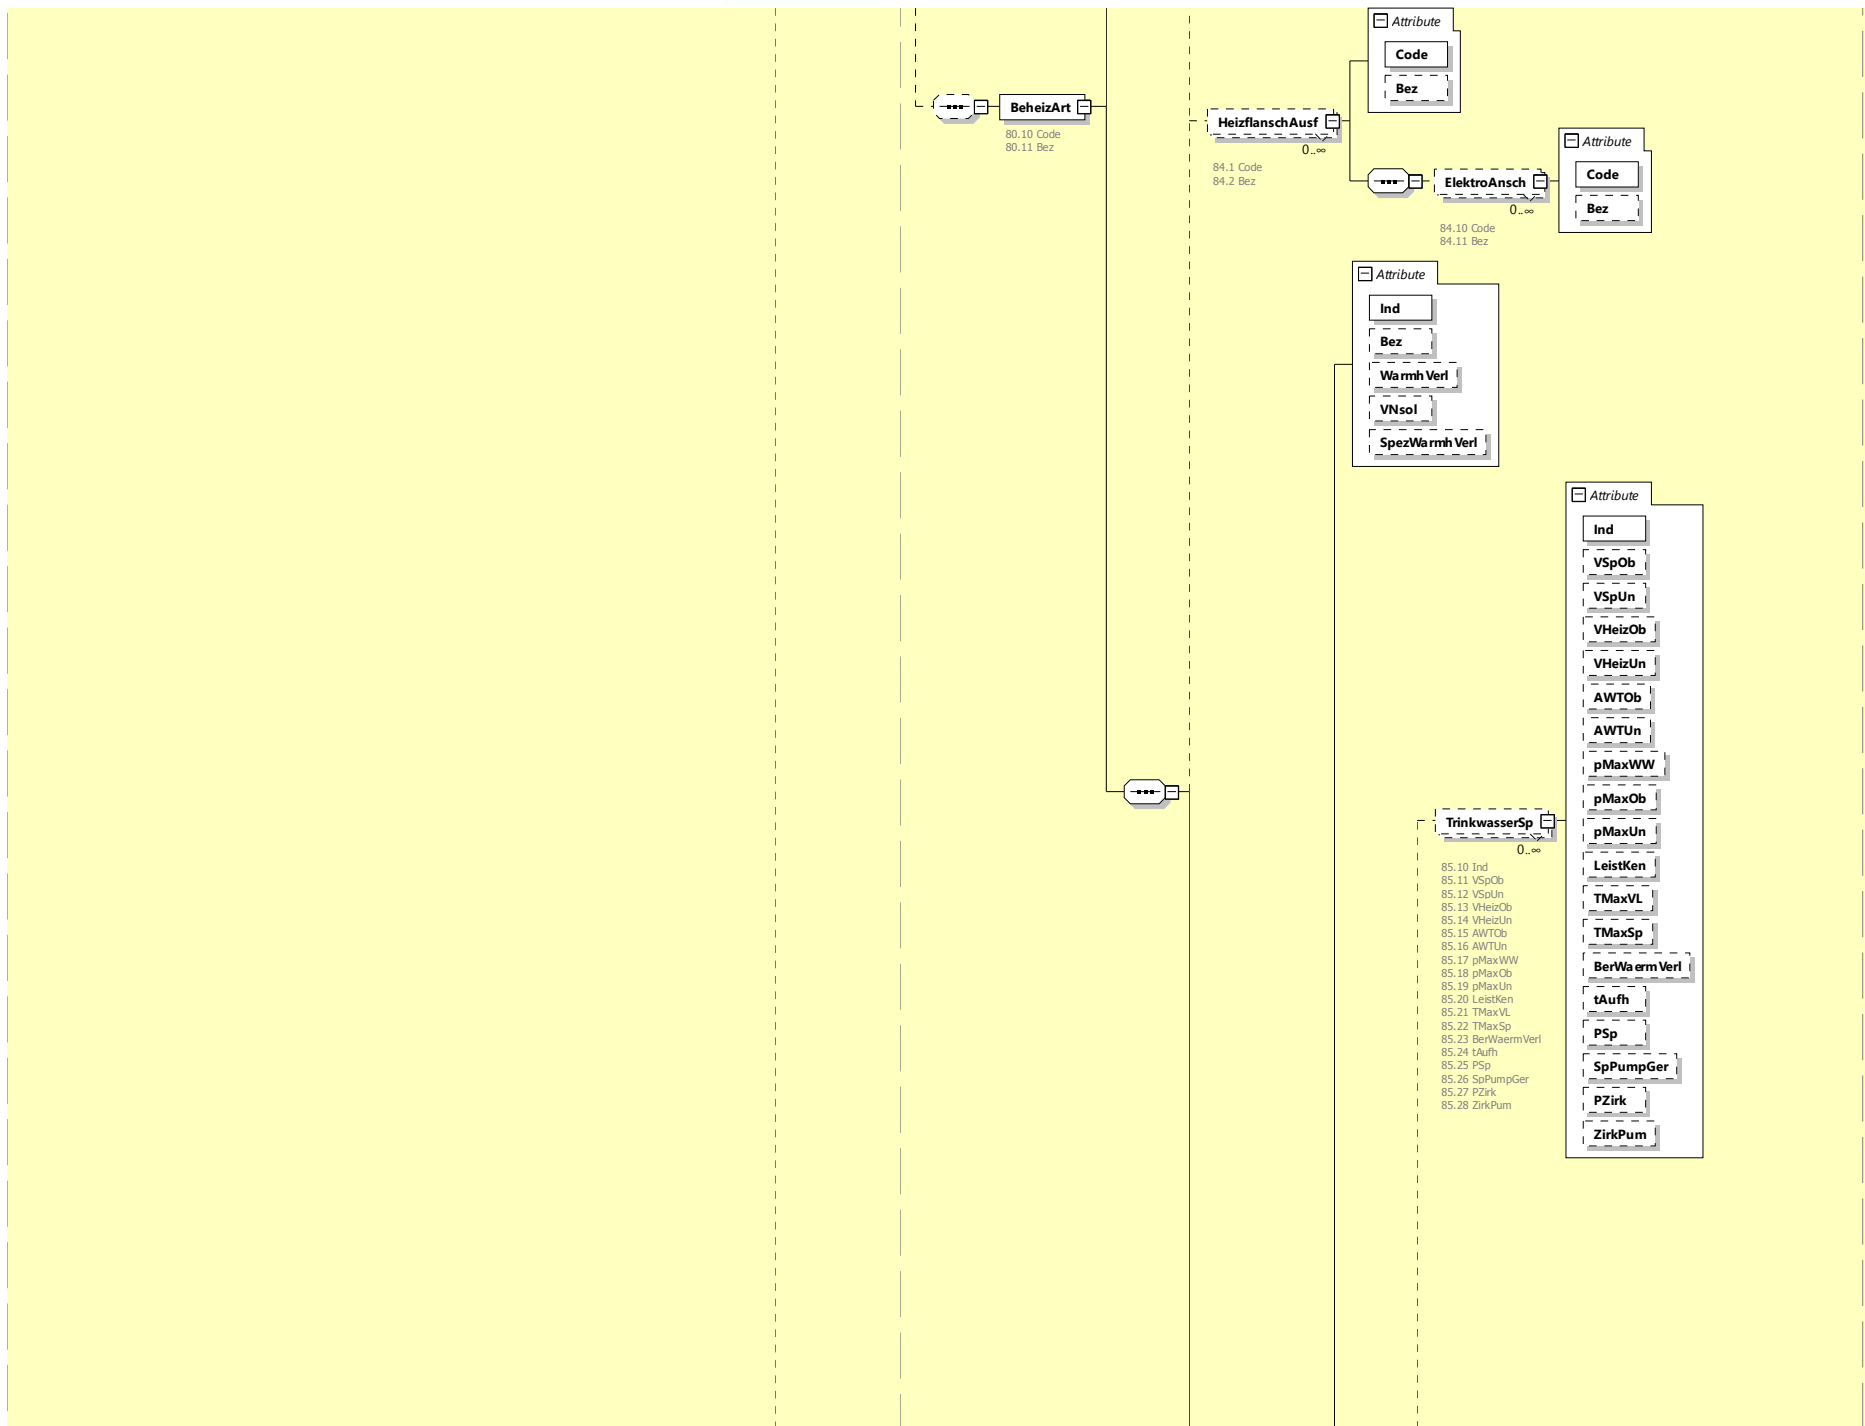 Attribute
Code
Bez
BeheizArt
80.10 Code
80.11 Bez
HeizflanschAusf
0..∞
84.1 Code
84.2 Bez
Attribute
Code
Bez
ElektroAnsch
0..∞
84.10 Code
84.11 Bez
Attribute
Ind
Bez
WarmhVerl
VNsol
SpezWarmhVerl
Attribute
Ind
VSpOb
VSpUn
VHeizOb
VHeizUn
AWTOb
AWTUn
pMaxWW
pMaxOb
pMaxUn
LeistKen
TMaxVL
TMaxSp
BerWaermVerl
tAufh
PSp
SpPumpGer
PZirk
ZirkPum
TrinkwasserSp
0..∞
85.10 Ind
85.11 VSpOb
85.12 VSpUn
85.13 VHeizOb
85.14 VHeizUn
85.15 AWTOb
85.16 AWTUn
85.17 pMaxWW
85.18 pMaxOb
85.19 pMaxUn
85.20 LeistKen
85.21 TMaxVL
85.22 TMaxSp
85.23 BerWaermVerl
85.24 tAufh
85.25 PSp
85.26 SpPumpGer
85.27 PZirk
85.28 ZirkPum